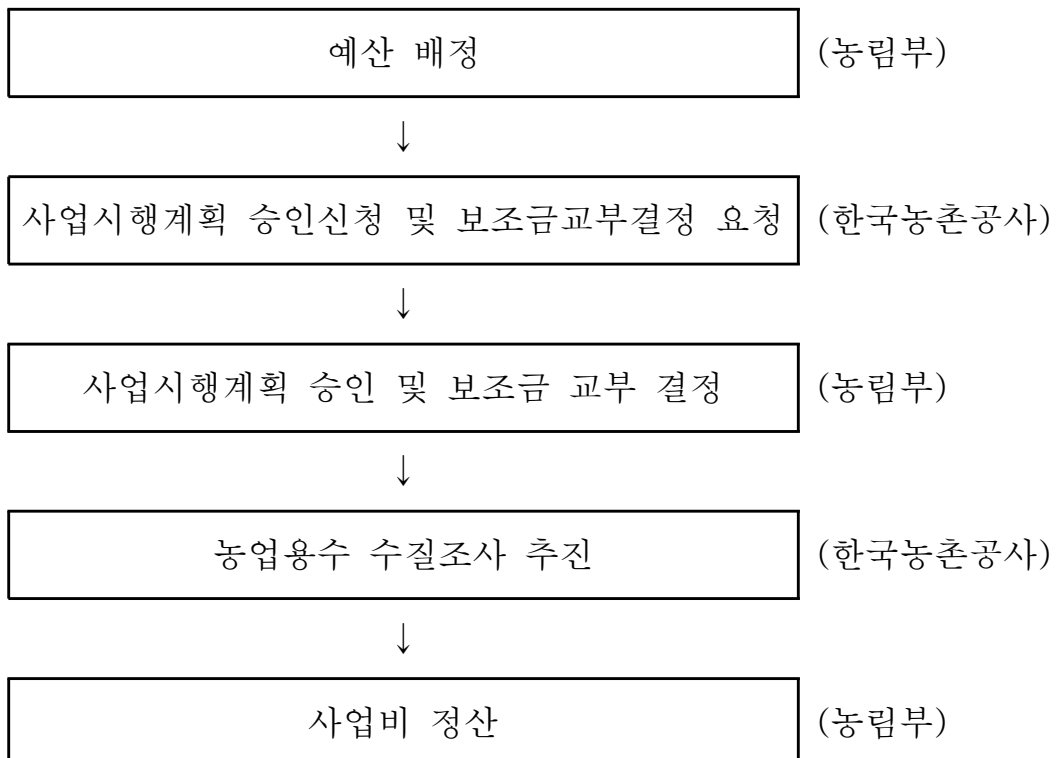 예산 배정 (농림부)
↓
사업시행계획 승인신청 및 보조금교부결정 요청 (한국농촌공사)
↓
사업시행계획 승인 및 보조금 교부 결정 (농림부)
↓
농업용수 수질조사 추진 (한국농촌공사)
↓
사업비 정산 (농림부)